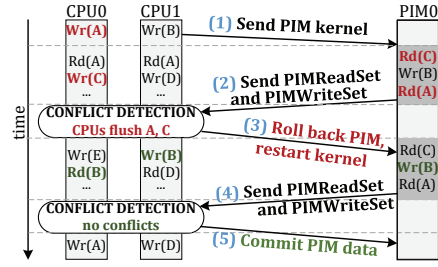 CPU0 CPU1 PIM0
Wr(A) Wr(B) (1) Send PIM kernel
Rd(A) Rd(A) Rd(C)
Wr(C) Wr(D) (2) Send PIMReadSet Wr(B)
... ... and PIMWriteSet Rd(A)
CONFLICT DETECTION
CPUs flush A, C (3) Roll back PIM,
restart kernel
time
Wr(E) Wr(B) Rd(C)
Rd(B) Rd(D) Wr(B)
... ... (4) Send PIMReadSet Rd(A)
CONFLICT DETECTION and PIMWriteSet
no conflicts
Wr(A) Wr(D) (5) Commit PIM data